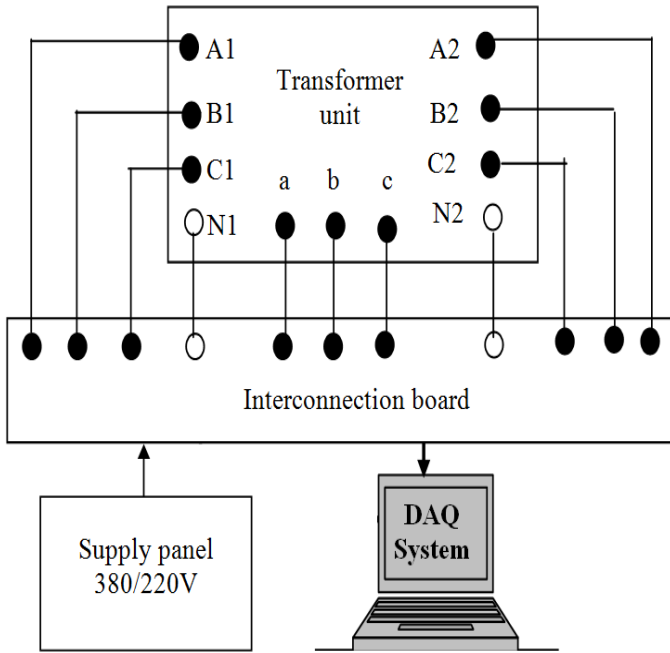 A1
A2
Transformer
unit
B1
B2
C1
C2
a
b
c
N1
N2
Interconnection board
Supply panel
380/220V
DAQ
System